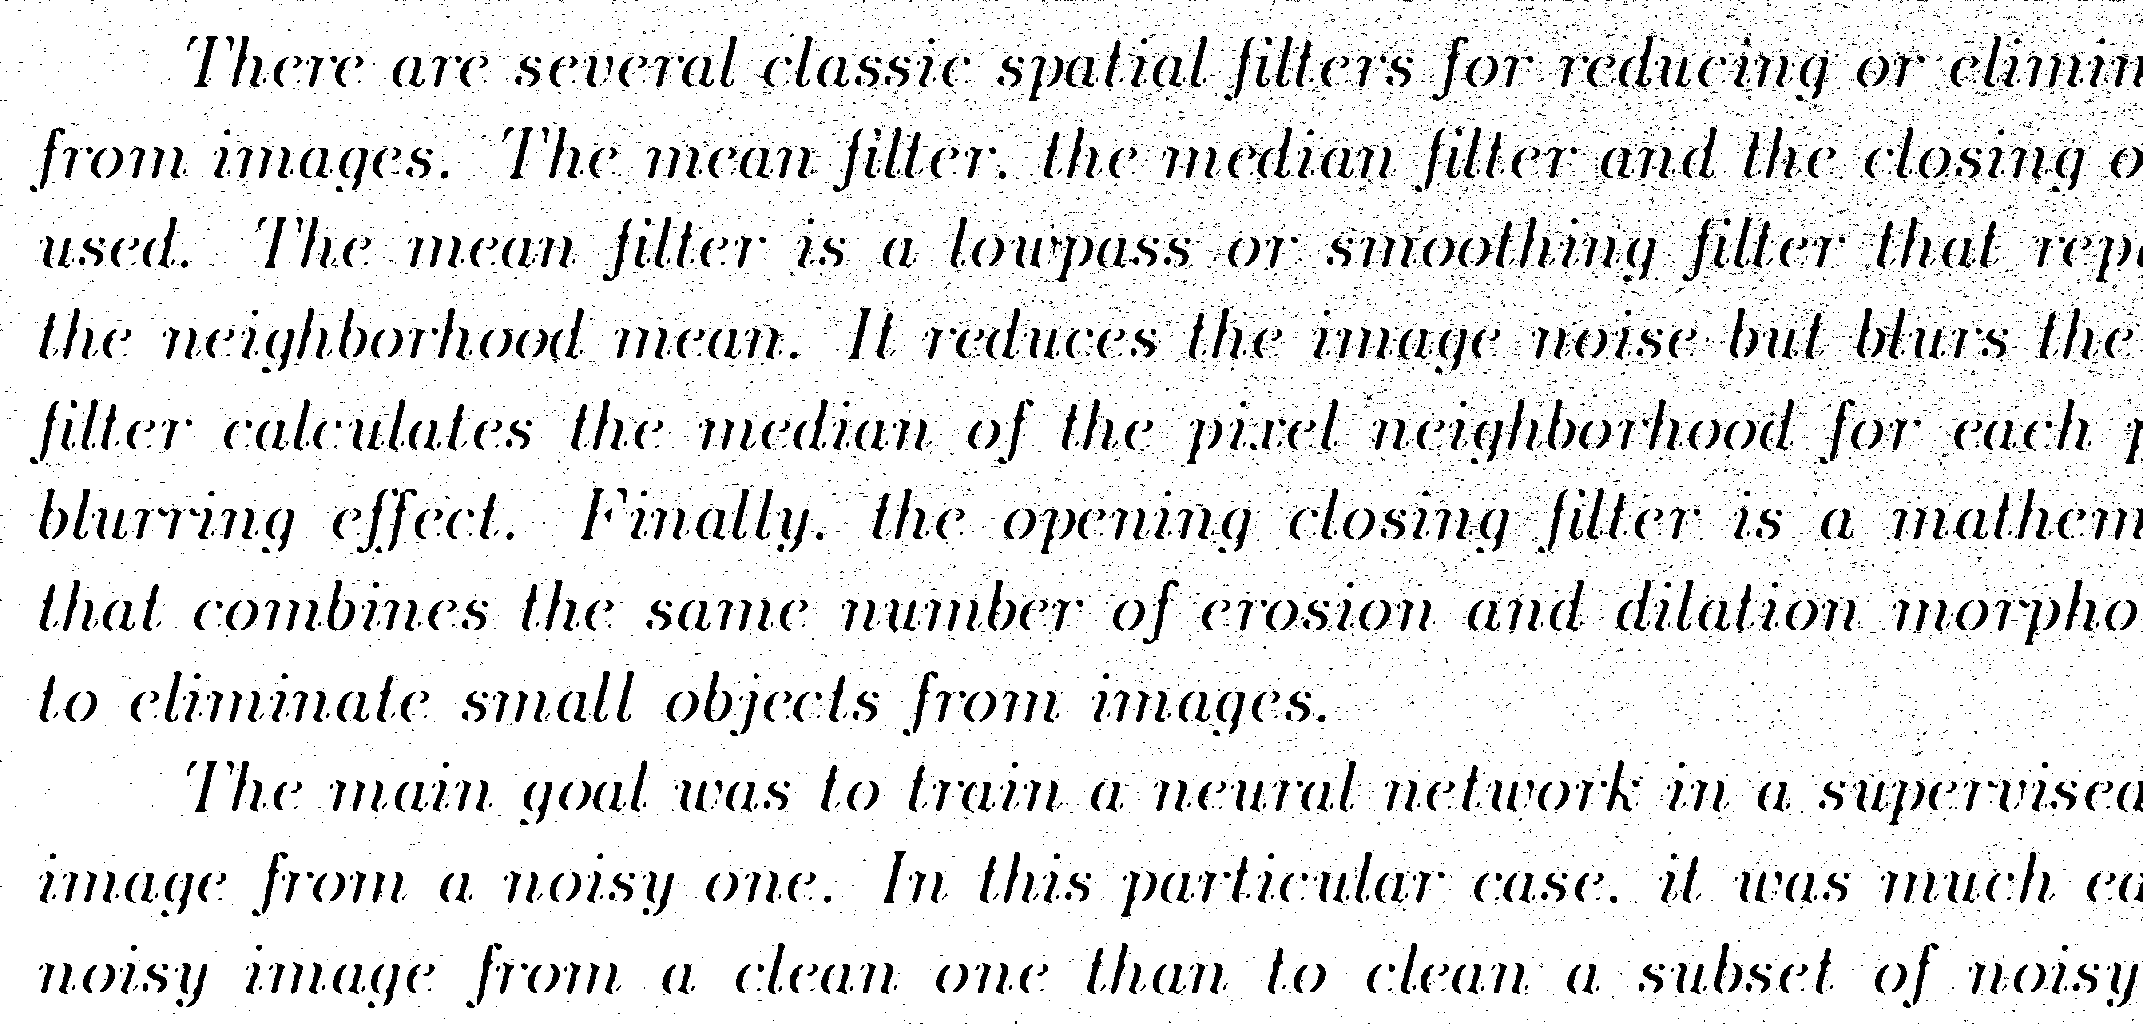 There are several classic spatial filters for reducing or elimin
from images. The mean filter, the median filter and the closing o
used. The mean filter is a lowpass or smoothing filter that repl
the neighborhood mean. It reduces the image noise but blurs the
filter calculates the median of the pixel neighborhood for each p
blurring effect. Finally, the opening closing filter is a mathem
that combines the same number of erosion and dilation morpho
to eliminate small objects from images.
The main goal was to train a neural network in a supervised
image from a noisy one. In this particular case, it was much ea
noisy image from a clean one than to clean a subset of noisy